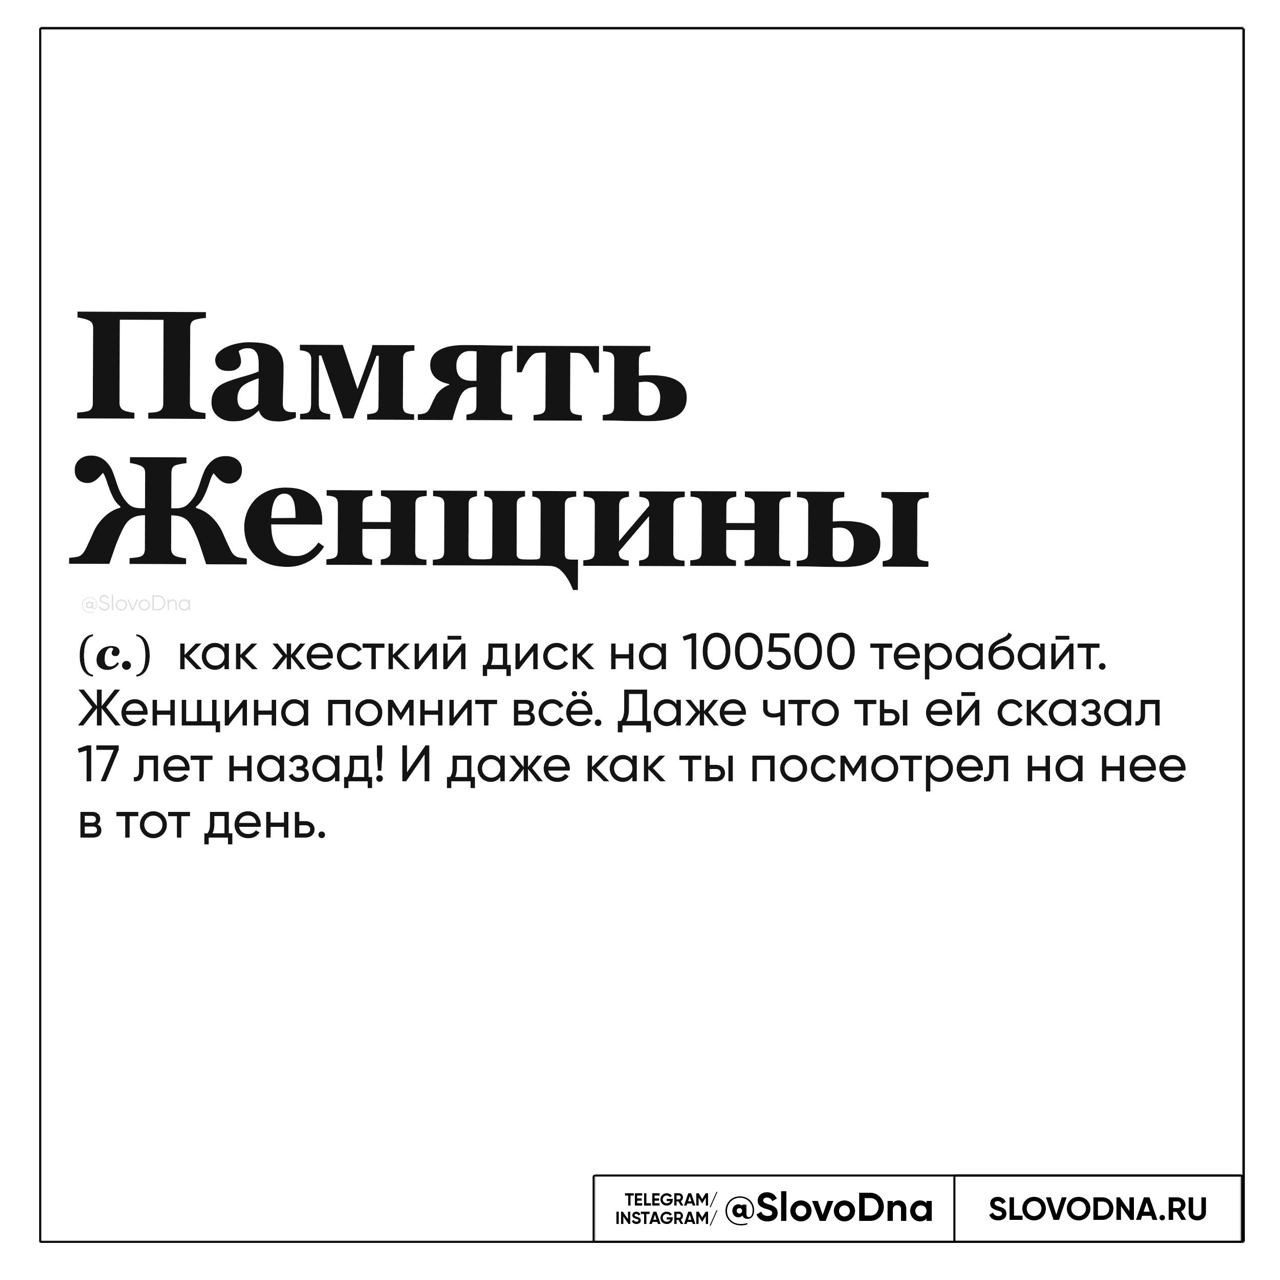 Память
Женщины
@SlovoDna
(с.) как жесткий диск на 100500 терабайт.
Женщина помнит всё. Даже что ты ей сказал
17 лет назад! И даже как ты посмотрел на нее
в тот день.
TELEGRAM/
INSTAGRAM/ @SlovoDna SLOVODNA.RU